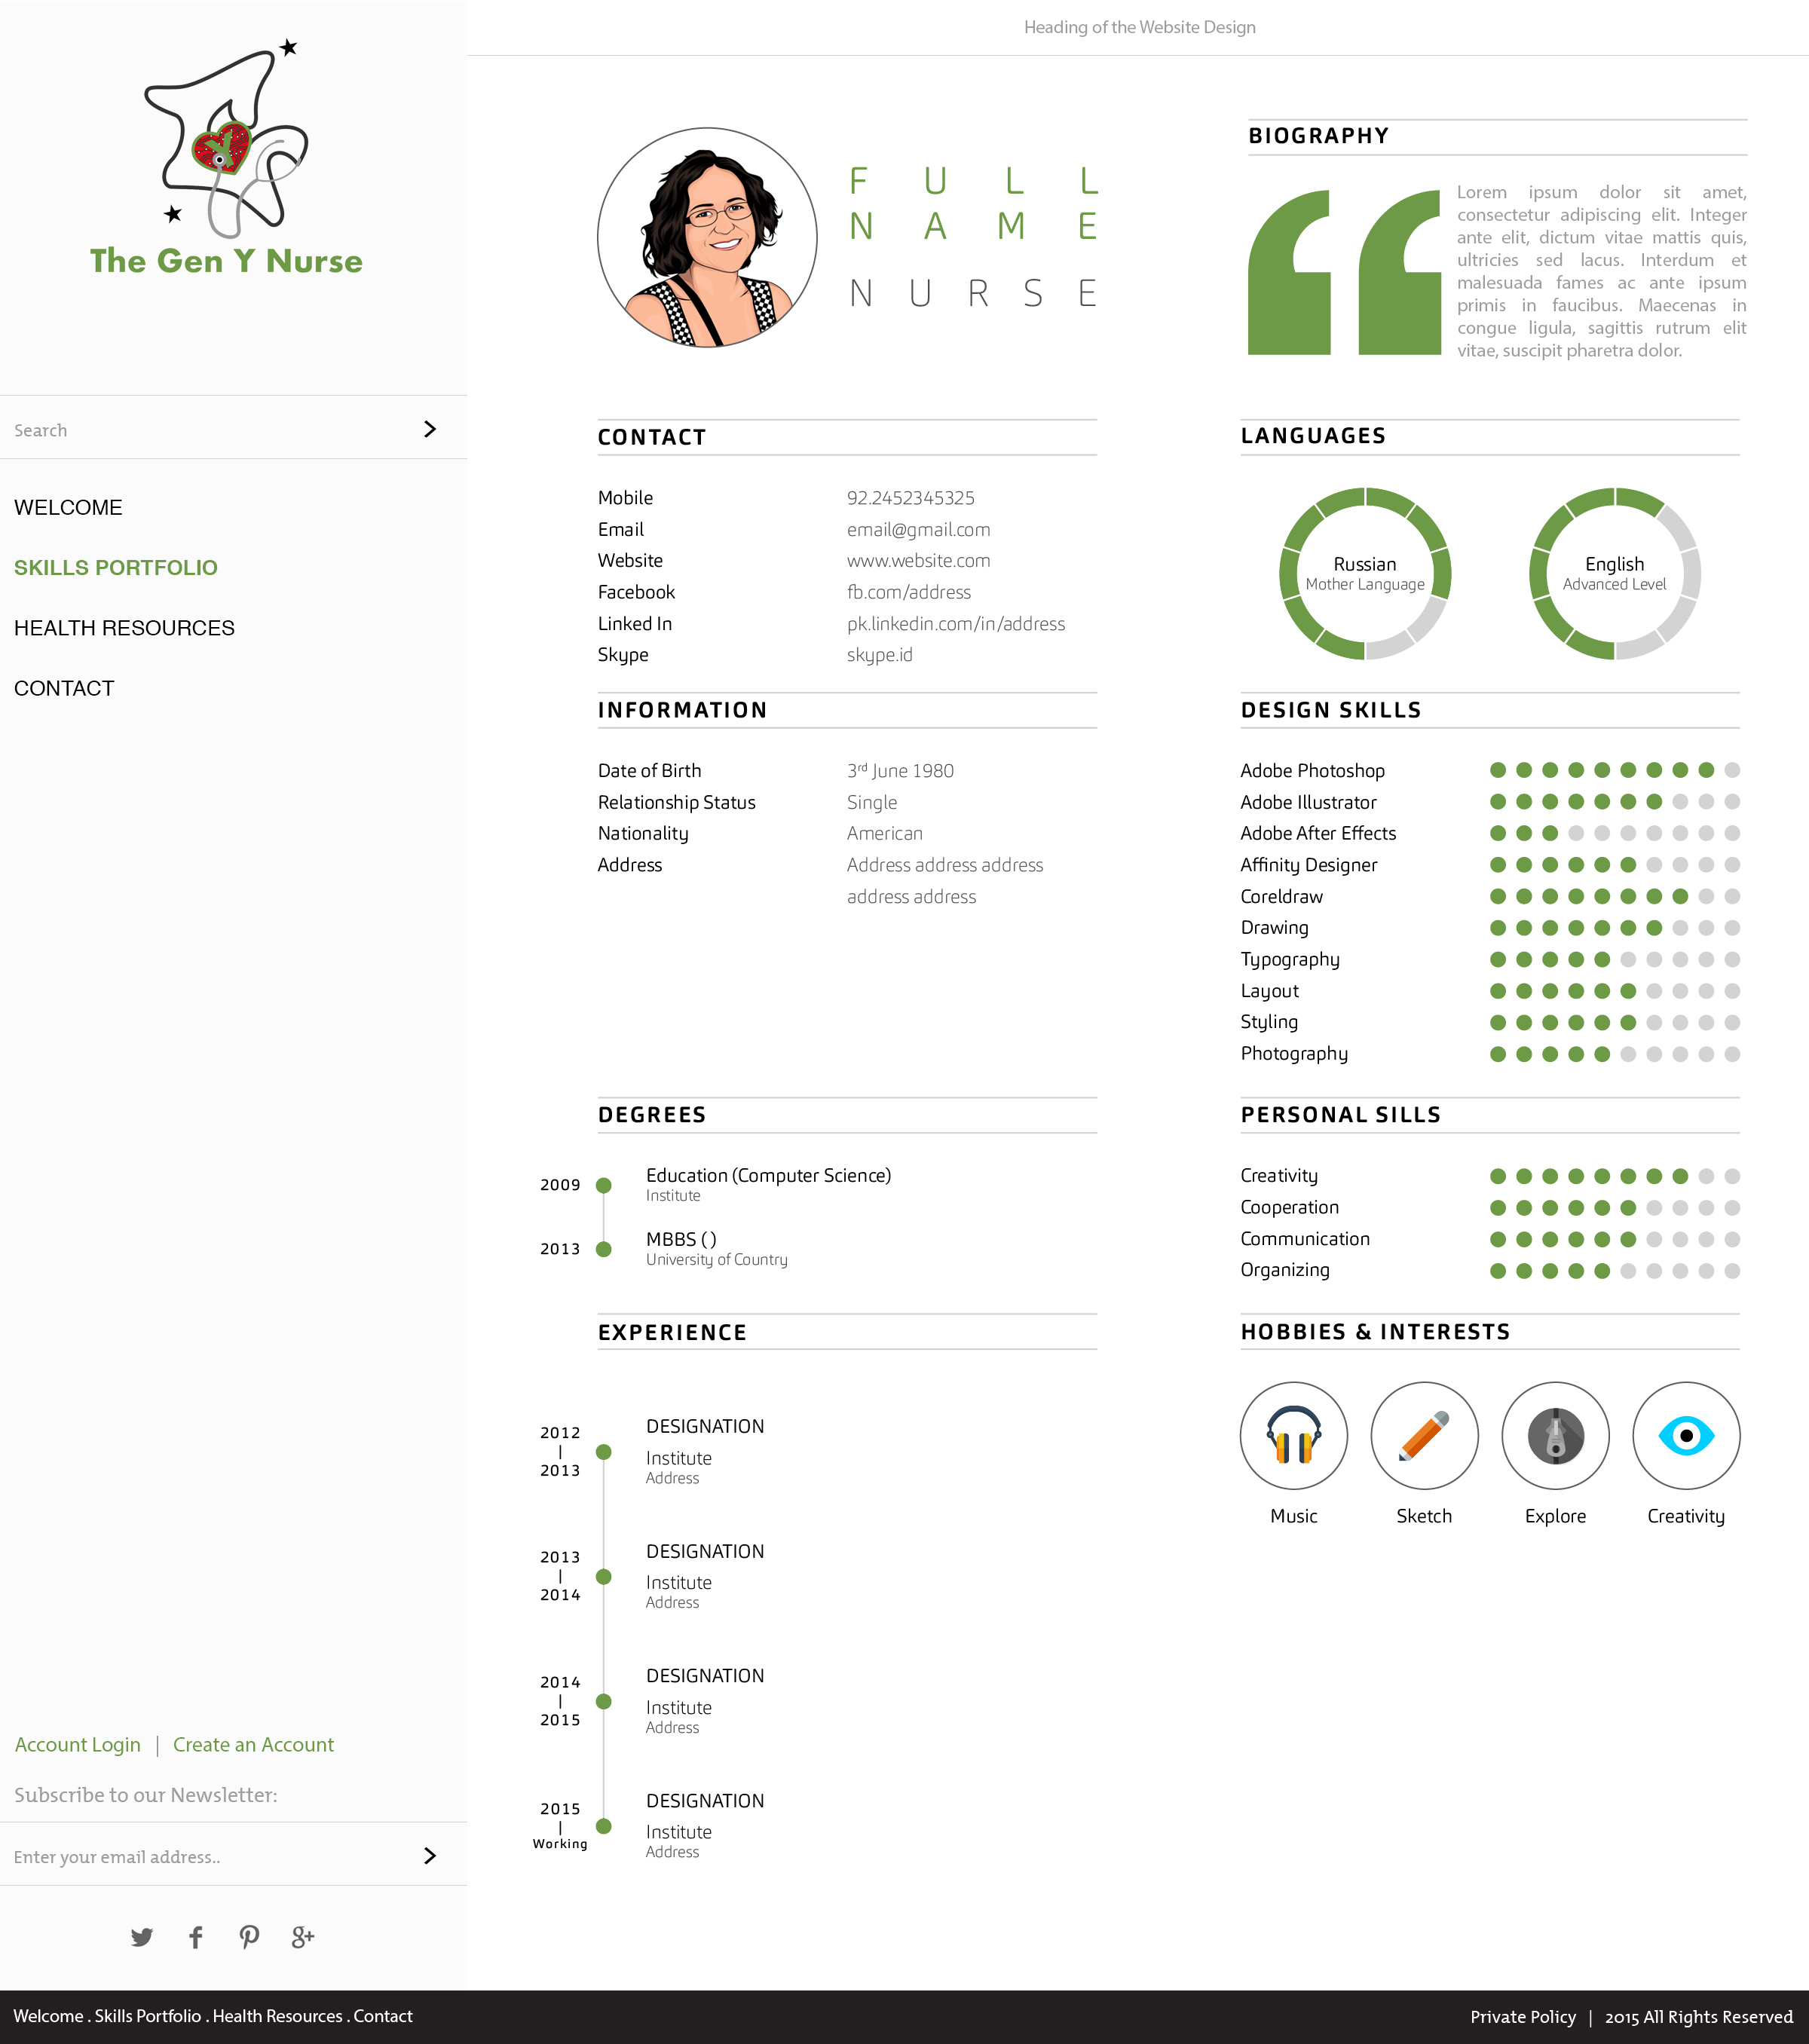 The Gen Y Nurse
Search
WELCOME
SKILLS PORTFOLIO
HEALTH RESOURCES
CONTACT
Account Login | Create an Account
Subscribe to our Newsletter:
Enter your email address..
Heading of the Website Design
FULL
NAME
NURSE
BIOGRAPHY
Lorem ipsum dolor sit amet,
consectetur adipiscing elit. Integer
ante elit, dictum vitae mattis quis,
ultricies sed lacus. Interdum et
malesuada fames ac ante ipsum
primis in faucibus. Maecenas in
congue ligula, sagittis rutrum elit
vitae, suscipit pharetra dolor.
CONTACT
Mobile 92.2452345325
Email email@gmail.com
Website www.website.com
Facebook fb.com/address
Linked In pk.linkedin.com/in/address
Skype skype.id
LANGUAGES
Russian
Mother Language
English
Advanced Level
INFORMATION
Date of Birth 3rd June 1980
Relationship Status Single
Nationality American
Address Address address address
address address
DESIGN SKILLS
Adobe Photoshop
Adobe Illustrator
Adobe After Effects
Affinity Designer
Coreldraw
Drawing
Typography
Layout
Styling
Photography
DEGREES
2009 Education (Computer Science)
Institute
2013 MBBS ( )
University of Country
PERSONAL SILLS
Creativity
Cooperation
Communication
Organizing
EXPERIENCE
2012 | 2013
DESIGNATION
Institute
Address
2013 | 2014
DESIGNATION
Institute
Address
2014 | 2015
DESIGNATION
Institute
Address
2015 | Working
DESIGNATION
Institute
Address
HOBBIES & INTERESTS
Music
Sketch
Explore
Creativity
Welcome . Skills Portfolio . Health Resources . Contact
Private Policy | 2015 All Rights Reserved